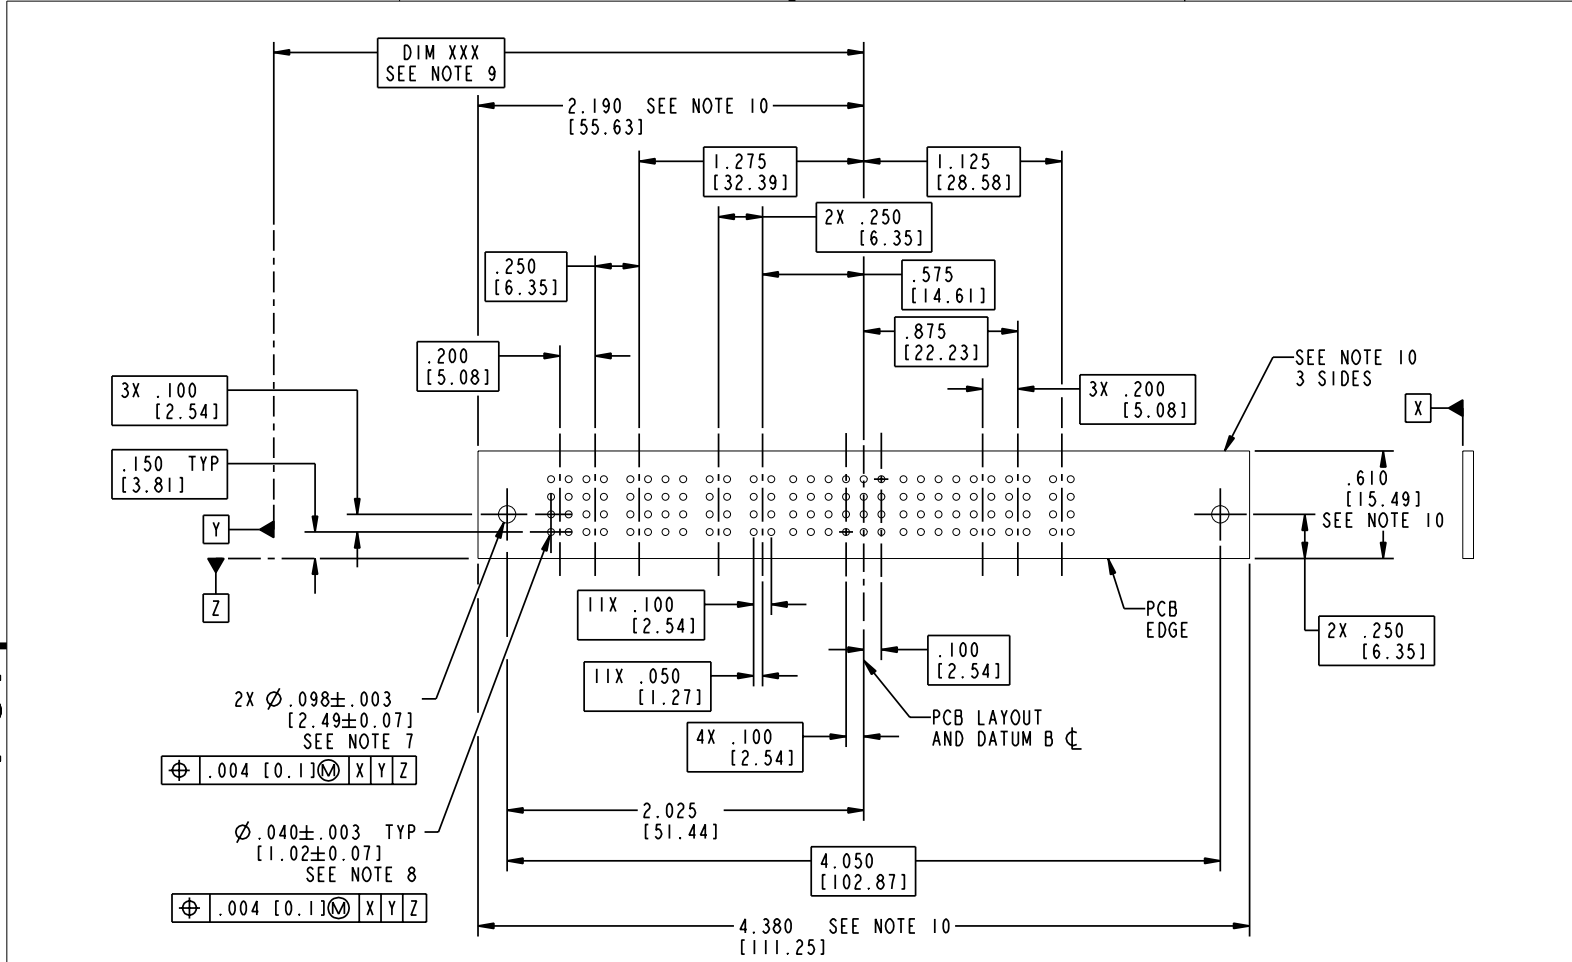 DIM XXX
SEE NOTE 9
2.190 SEE NOTE 10
[55.63]
1.275
[32.39]
1.125
[28.58]
2X .250
[6.35]
.250
[6.35]
.575
[14.61]
.875
[22.23]
.200
[5.08]
SEE NOTE 10
3 SIDES
3X .100
[2.54]
3X .200
[5.08]
X
.150 TYP
[3.81]
.610
[15.49]
SEE NOTE 10
Y
Z
11X .100
[2.54]
PCB
EDGE
2X .250
[6.35]
.100
[2.54]
11X .050
[1.27]
2X Ø.098±.003
[2.49±0.07]
SEE NOTE 7
⌖ .004 [0.1]Ⓜ X Y Z
PCB LAYOUT
AND DATUM B ℄
4X .100
[2.54]
2.025
[51.44]
Ø.040±.003 TYP
[1.02±0.07]
SEE NOTE 8
⌖ .004 [0.1]Ⓜ X Y Z
4.050
[102.87]
4.380 SEE NOTE 10
[111.25]